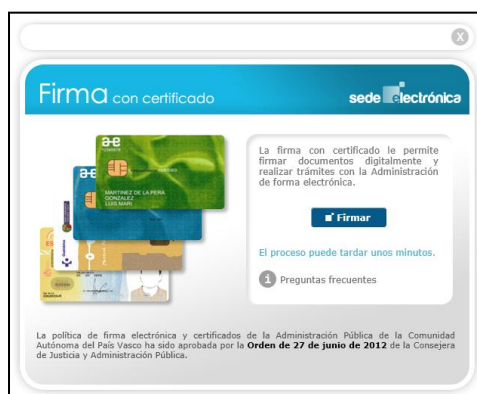 X
Firma con certificado
sede electrónica
La firma con certificado le permite
firmar documentos digitalmente y
realizar trámites con la Administración
de forma electrónica.
Firmar
El proceso puede tardar unos minutos.
i Preguntas frecuentes
MARTINEZ DE LA PERA
GONZALEZ
LUIS MARI
La política de firma electrónica y certificados de la Administración Pública de la Comunidad
Autónoma del País Vasco ha sido aprobada por la Orden de 27 de junio de 2012 de la Consejera
de Justicia y Administración Pública.